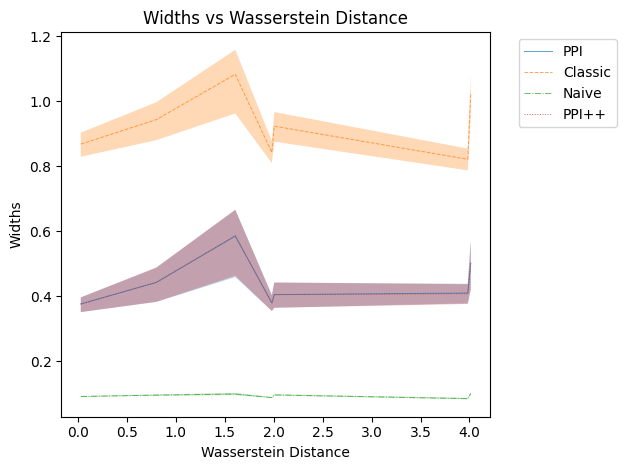 Widths vs Wasserstein Distance
1.2
1.0
0.8
0.6
0.4
0.2
Widths
0.0 0.5 1.0 1.5 2.0 2.5 3.0 3.5 4.0
Wasserstein Distance
PPI
Classic
Naive
PPI++